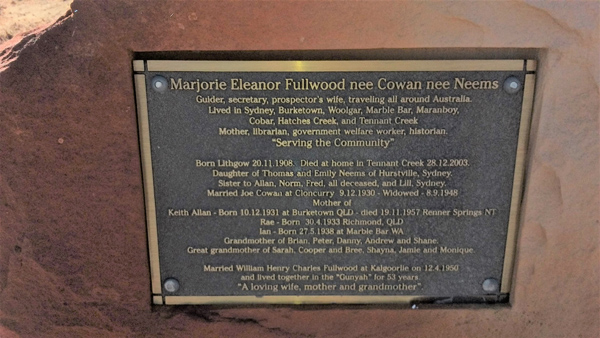 Marjorie Eleanor Fullwood nee Cowan nee Neems
Guider, secretary, prospector's wife, traveling all around Australia.
Lived in Sydney, Burketown, Woolgar, Marble Bar, Maranboy,
Cobar, Hatches Creek, and Tennant Creek
Mother, librarian, government welfare worker, historian.
"Serving the Community"
Born Lithgow 20.11.1908. Died at home in Tennant Creek 28.12.2003.
Daughter of Thomas and Emily Neems of Hurstville, Sydney.
Sister to Allan, Norm, Fred, all deceased, and Lill, Sydney.
Married Joe Cowan at Cloncurry 9.12.1930 - Widowed - 8.9.1948
Mother of
Keith Allan - Born 10.12.1931 at Burketown QLD - died 19.11.1957 Renner Springs NT
Rae - Born 30.4.1933 Richmond, QLD
Ian - Born 27.5.1938 at Marble Bar WA
Grandmother of Brian, Peter, Danny, Andrew and Shane.
Great grandmother of Sarah, Cooper and Bree, Shayna, Jamie and Monique
Married William Henry Charles Fullwood at Kalgoorlie on 12.4.1950
and lived together in the "Gunyah" for 53 years.
"A loving wife, mother and grandmother"